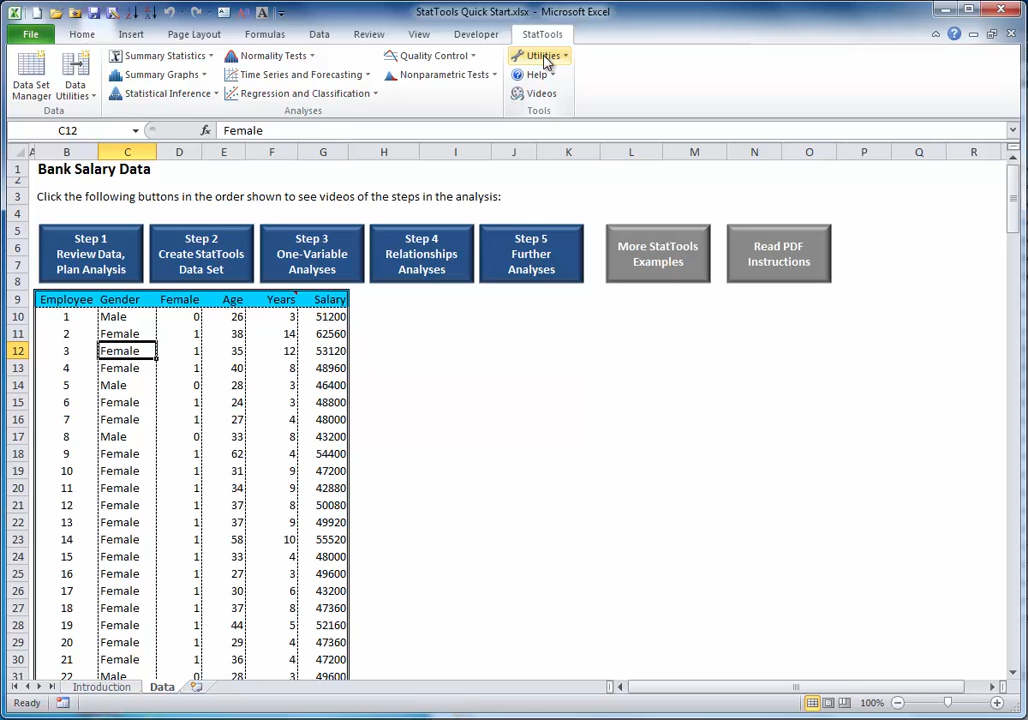 StatTools Quick Start.xlsx - Microsoft Excel
File Home Insert Page Layout Formulas Data Review View Developer StatTools
Data Set Manager
Data Utilities
Data
Summary Statistics
Summary Graphs
Statistical Inference
Normality Tests
Time Series and Forecasting
Regression and Classification
Quality Control
Nonparametric Tests
Analyses
Utilities
Help
Videos
Tools
C12 fx Female
A B C D E F G H I J K L M N O P Q R
1 Bank Salary Data
2
3 Click the following buttons in the order shown to see videos of the steps in the analysis:
4
5
6
7
8
Step 1
Review Data,
Plan Analysis
Step 2
Create StatTools
Data Set
Step 3
One-Variable
Analyses
Step 4
Relationships
Analyses
Step 5
Further
Analyses
More StatTools
Examples
Read PDF
Instructions
9 Employee Gender Female Age Years Salary
10 1 Male 0 26 3 51200
11 2 Female 1 38 14 62560
12 3 Female 1 35 12 53120
13 4 Female 1 40 8 48960
14 5 Male 0 28 3 46400
15 6 Female 1 24 3 48800
16 7 Female 1 27 4 48000
17 8 Male 0 33 8 43200
18 9 Female 1 62 4 54400
19 10 Female 1 31 9 47200
20 11 Female 1 34 9 42880
21 12 Female 1 37 8 50080
22 13 Female 1 37 9 49920
23 14 Female 1 58 10 55520
24 15 Female 1 33 4 48000
25 16 Female 1 27 3 43200
26 17 Female 1 30 6 43200
27 18 Female 1 37 8 47360
28 19 Female 1 44 5 52160
29 20 Female 1 29 4 47360
30 21 Female 1 36 4 47200
31 22 Male 0 28 3 49600
Introduction Data
Ready 100%